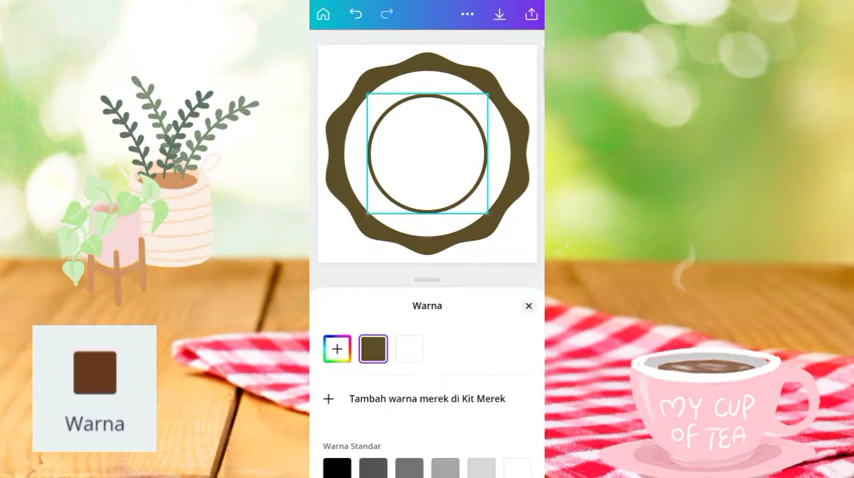 Warna
Tambah warna merek di Kit Merek
Warna Standar
Warna
MY CUP
OF TEA